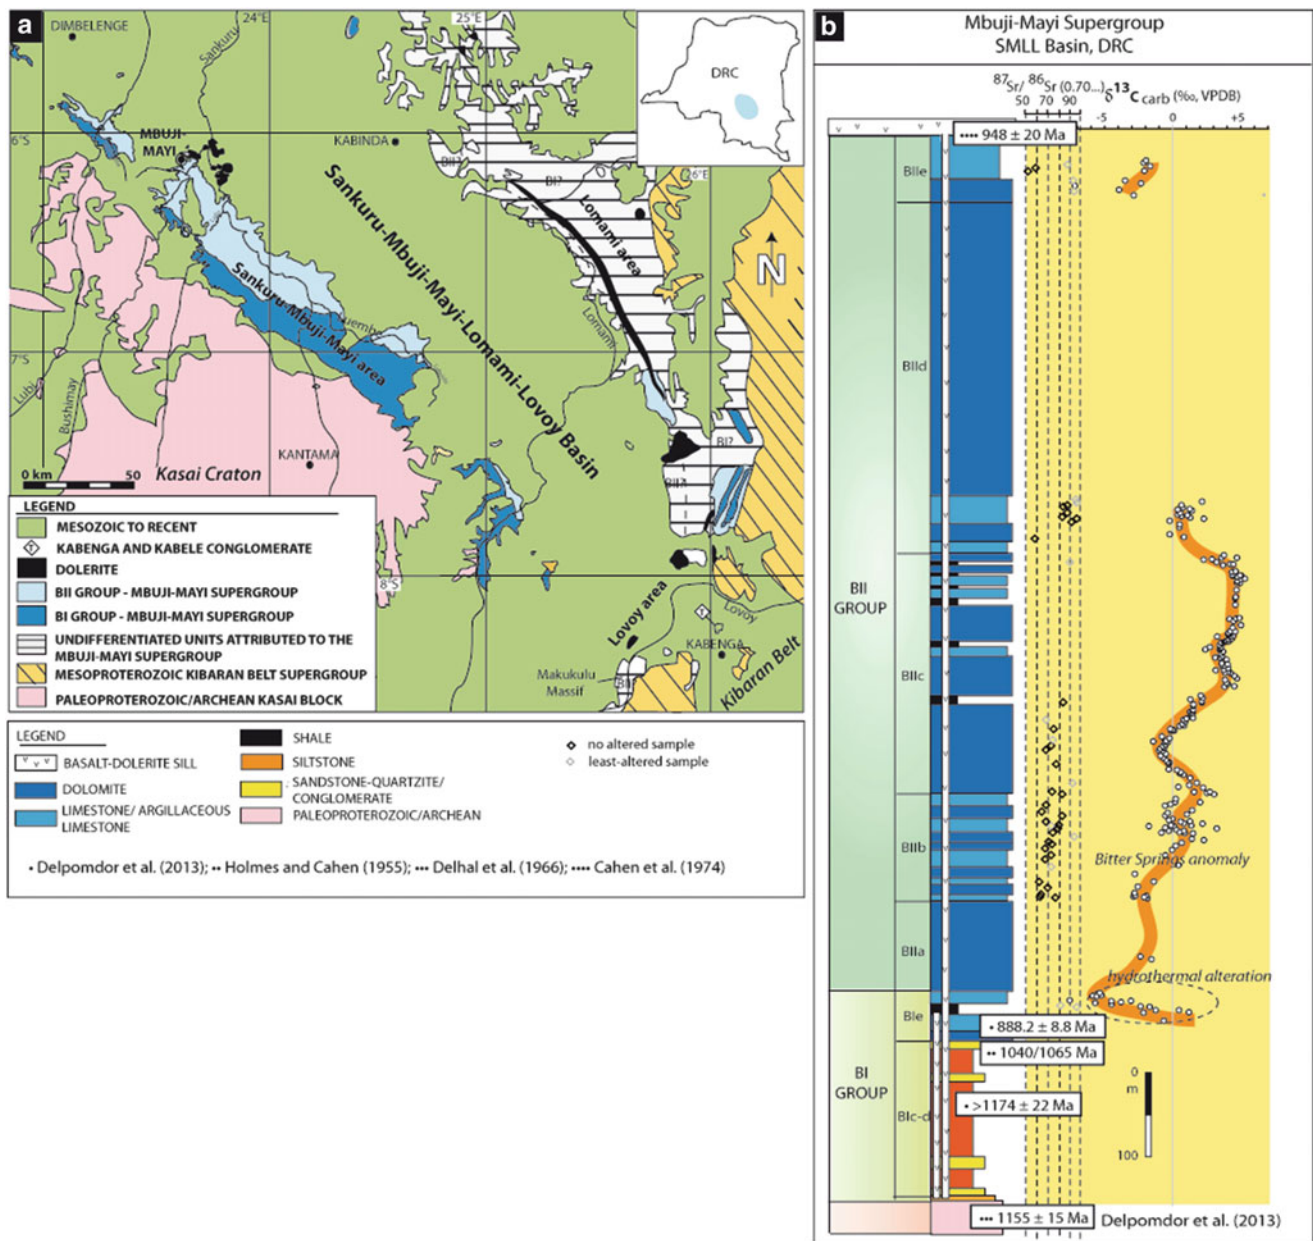 a
DIMBELENGE
24°E
25°E
Sankuru
DRC
6°S
MBUJI-
MAYI
KABINDA
BII?
BI?
26°E
Sankuru-Mbuji-Mayi-Lomami-Lovoy Basin
Lomami area
N
Sankuru-Mbuji-Mayi area
Lomami
7°S
Bushimay
KANTAMA
BI?
BII?
0 km
50
Kasai Craton
8°S
Lovoy area
Lovoy
KABENGA
Makukulu
Massif
Kibaran Belt
LEGEND
MESOZOIC TO RECENT
KABENGA AND KABELE CONGLOMERATE
DOLERITE
BII GROUP - MBUJI-MAYI SUPERGROUP
BI GROUP - MBUJI-MAYI SUPERGROUP
UNDIFFERENTIATED UNITS ATTRIBUTED TO THE
MBUJI-MAYI SUPERGROUP
MESOPROTEROZOIC KIBARAN BELT SUPERGROUP
PALEOPROTEROZOIC/ARCHEAN KASAI BLOCK
LEGEND
BASALT-DOLERITE SILL
DOLOMITE
LIMESTONE/ ARGILLACEOUS
LIMESTONE
SHALE
SILTSTONE
SANDSTONE-QUARTZITE/
CONGLOMERATE
PALEOPROTEROZOIC/ARCHEAN
no altered sample
least-altered sample
• Delpomdor et al. (2013); •• Holmes and Cahen (1955); ••• Delhal et al. (1966); •••• Cahen et al. (1974)
b
Mbuji-Mayi Supergroup
SMLL Basin, DRC
87Sr/ 86Sr (0.70...)
50 70 90
δ13C carb (‰, VPDB)
-5 0 +5
•••• 948 ± 20 Ma
BIIe
BIId
BII
GROUP
BIIc
BIIb
Bitter Springs anomaly
BIIa
hydrothermal alteration
BIe
• 888.2 ± 8.8 Ma
•• 1040/1065 Ma
BI
GROUP
BIc-d
• >1174 ± 22 Ma
0
m
100
••• 1155 ± 15 Ma
Delpomdor et al. (2013)